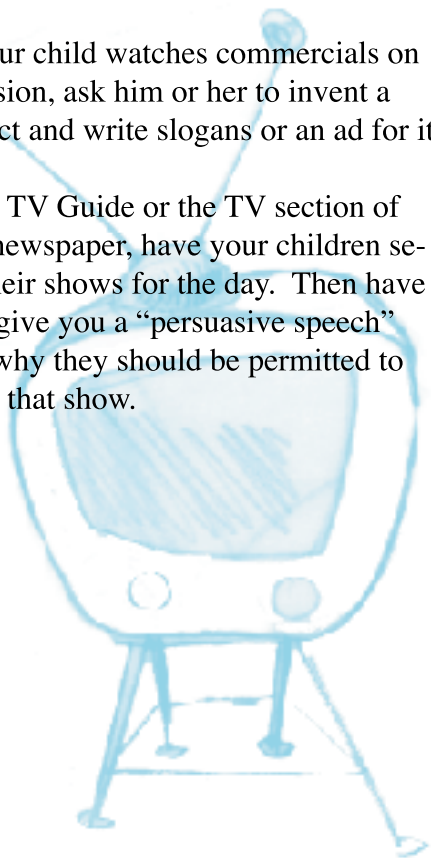 ur child watches commercials on
sion, ask him or her to invent a
ct and write slogans or an ad for it
TV Guide or the TV section of
newspaper, have your children se-
heir shows for the day.  Then have
give you a “persuasive speech”
why they should be permitted to
that show.